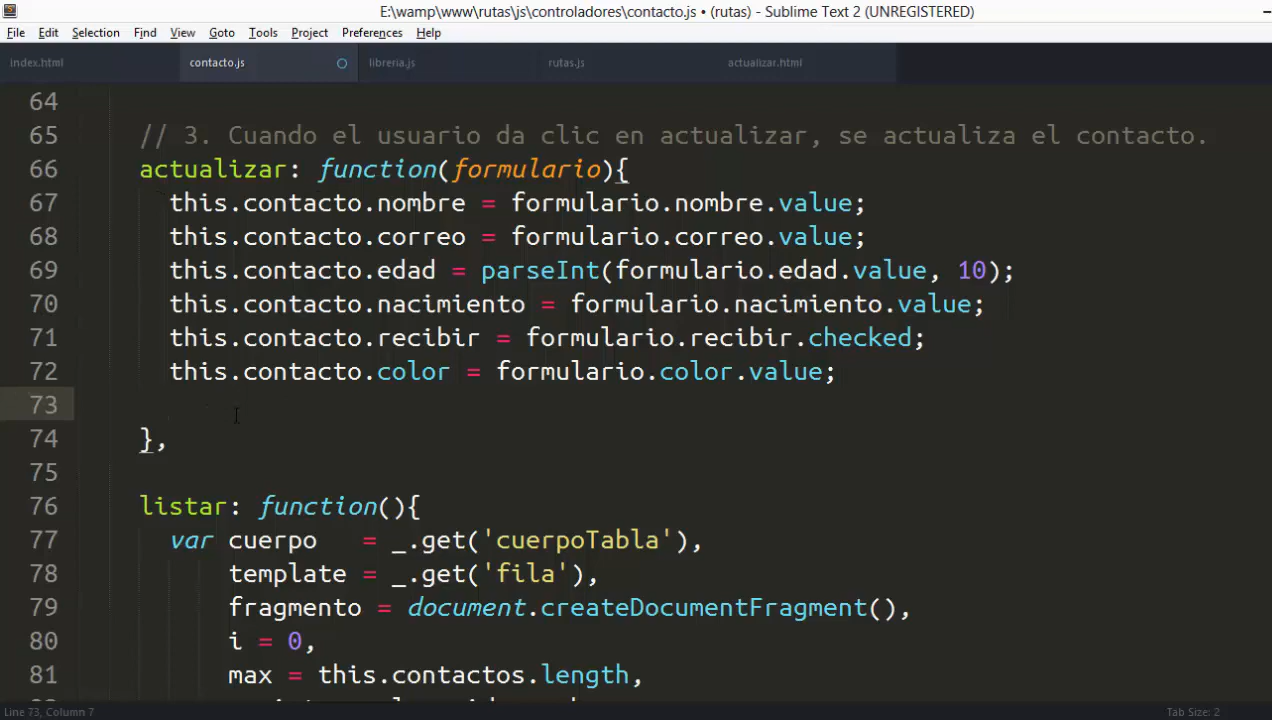 E:\wamp\www\rutas\js\controladores\contacto.js • (rutas) - Sublime Text 2 (UNREGISTERED)
File Edit Selection Find View Goto Tools Project Preferences Help
index.html contacto.js libreria.js rutas.js actualizar.html
64
65 // 3. Cuando el usuario da clic en actualizar, se actualiza el contacto.
66 actualizar: function(formulario){
67 this.contacto.nombre = formulario.nombre.value;
68 this.contacto.correo = formulario.correo.value;
69 this.contacto.edad = parseInt(formulario.edad.value, 10);
70 this.contacto.nacimiento = formulario.nacimiento.value;
71 this.contacto.recibir = formulario.recibir.checked;
72 this.contacto.color = formulario.color.value;
73
74 },
75
76 listar: function(){
77 var cuerpo = _.get('cuerpoTabla'),
78 template = _.get('fila'),
79 fragmento = document.createDocumentFragment(),
80 i = 0,
81 max = this.contactos.length,
Line 73, Column 7 Tab Size: 2